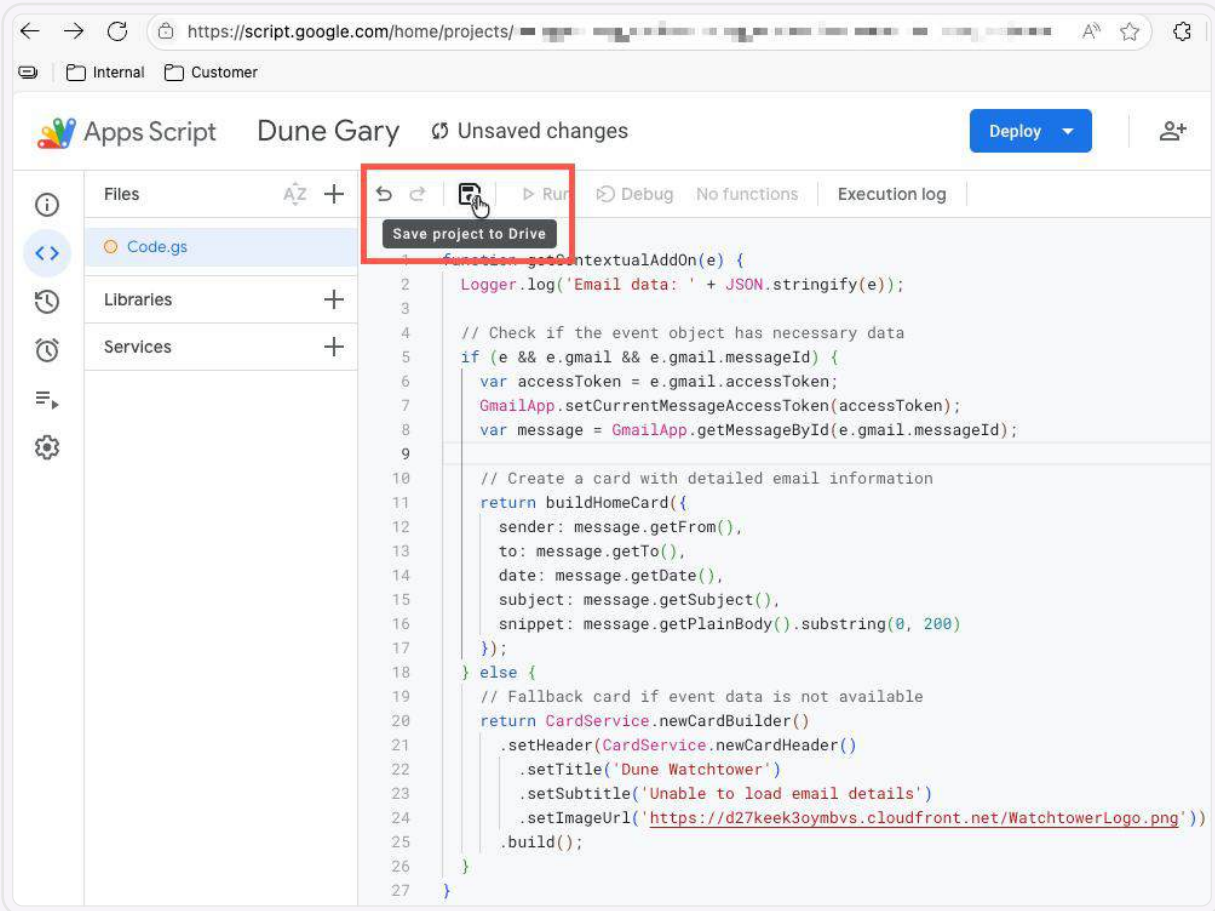 https://script.google.com/home/projects/
Internal Customer
Apps Script Dune Gary Unsaved changes Deploy
Files AZ Run Debug No functions Execution log
Save project to Drive
Code.gs
Libraries
Services
1 function getContextualAddOn(e) {
2 Logger.log('Email data: ' + JSON.stringify(e));
3
4 // Check if the event object has necessary data
5 if (e && e.gmail && e.gmail.messageId) {
6 var accessToken = e.gmail.accessToken;
7 GmailApp.setCurrentMessageAccessToken(accessToken);
8 var message = GmailApp.getMessageById(e.gmail.messageId);
9
10 // Create a card with detailed email information
11 return buildHomeCard({
12 sender: message.getFrom(),
13 to: message.getTo(),
14 date: message.getDate(),
15 subject: message.getSubject(),
16 snippet: message.getPlainBody().substring(0, 200)
17 });
18 } else {
19 // Fallback card if event data is not available
20 return CardService.newCardBuilder()
21 .setHeader(CardService.newCardHeader()
22 .setTitle('Dune Watchtower')
23 .setSubtitle('Unable to load email details')
24 .setImageUrl('https://d27keek3oymbvs.cloudfront.net/WatchtowerLogo.png'))
25 .build();
26 }
27 }